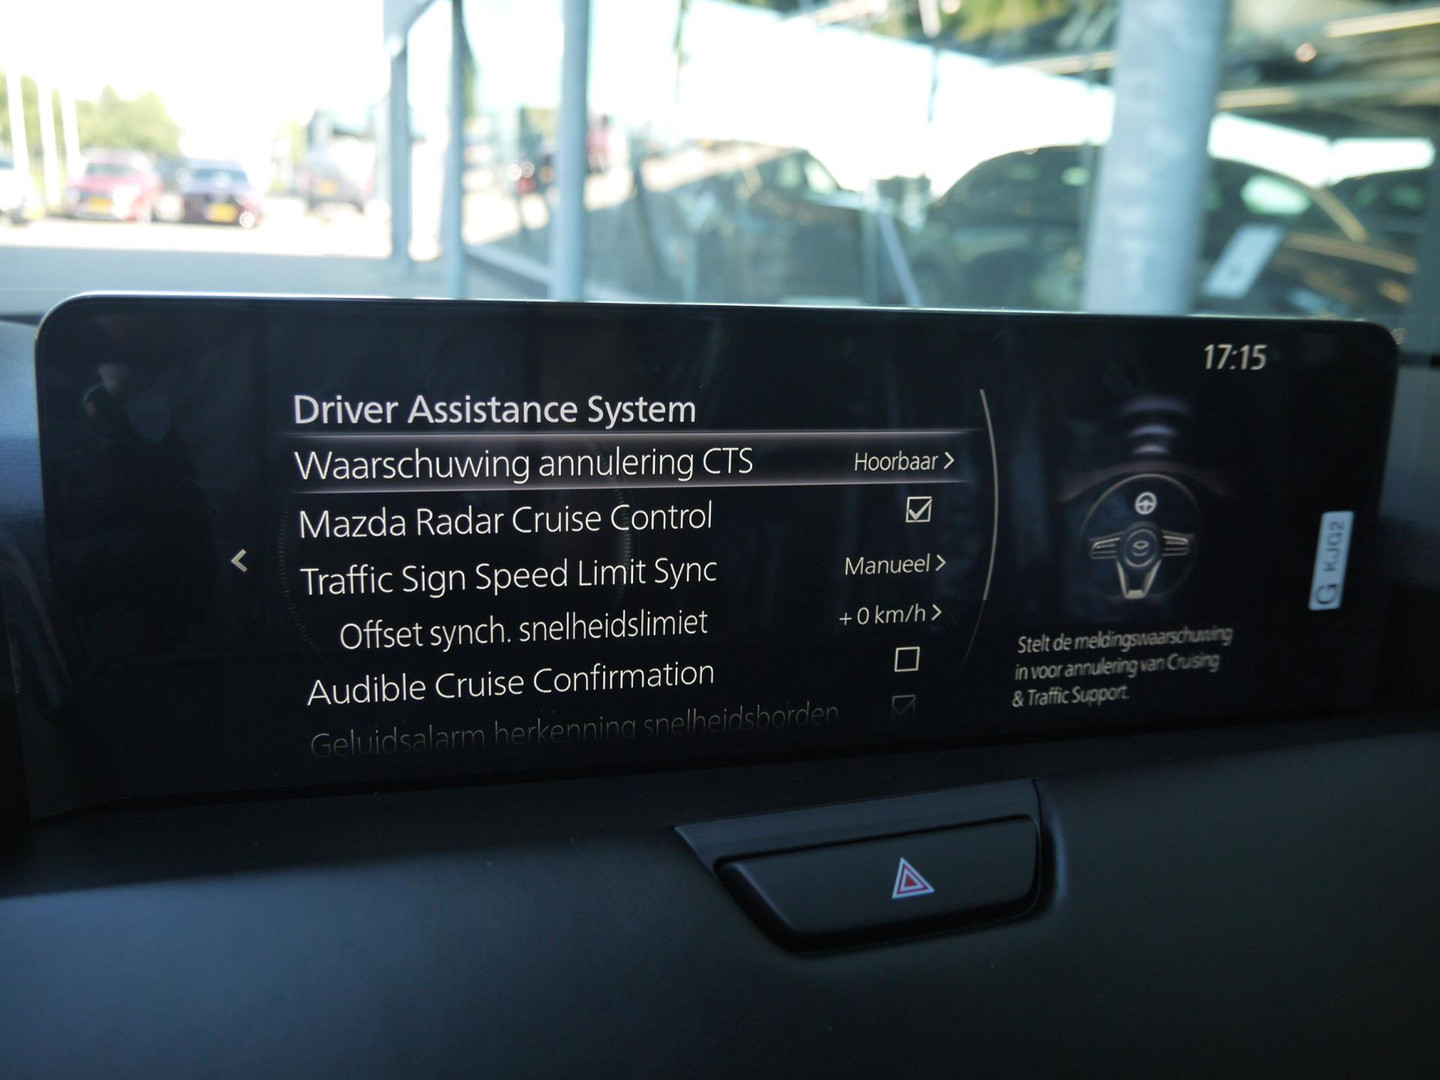 17:15
Driver Assistance System
Waarschuwing annulering CTS Hoorbaar >
Mazda Radar Cruise Control
Traffic Sign Speed Limit Sync Manueel >
Offset synch. snelheidslimiet + 0 km/h >
Audible Cruise Confirmation
Geluidsalarm herkenning snelheidsborden
Stelt de meldingswaarschuwing
in voor annulering van Cruising
& Traffic Support.
G KJG2